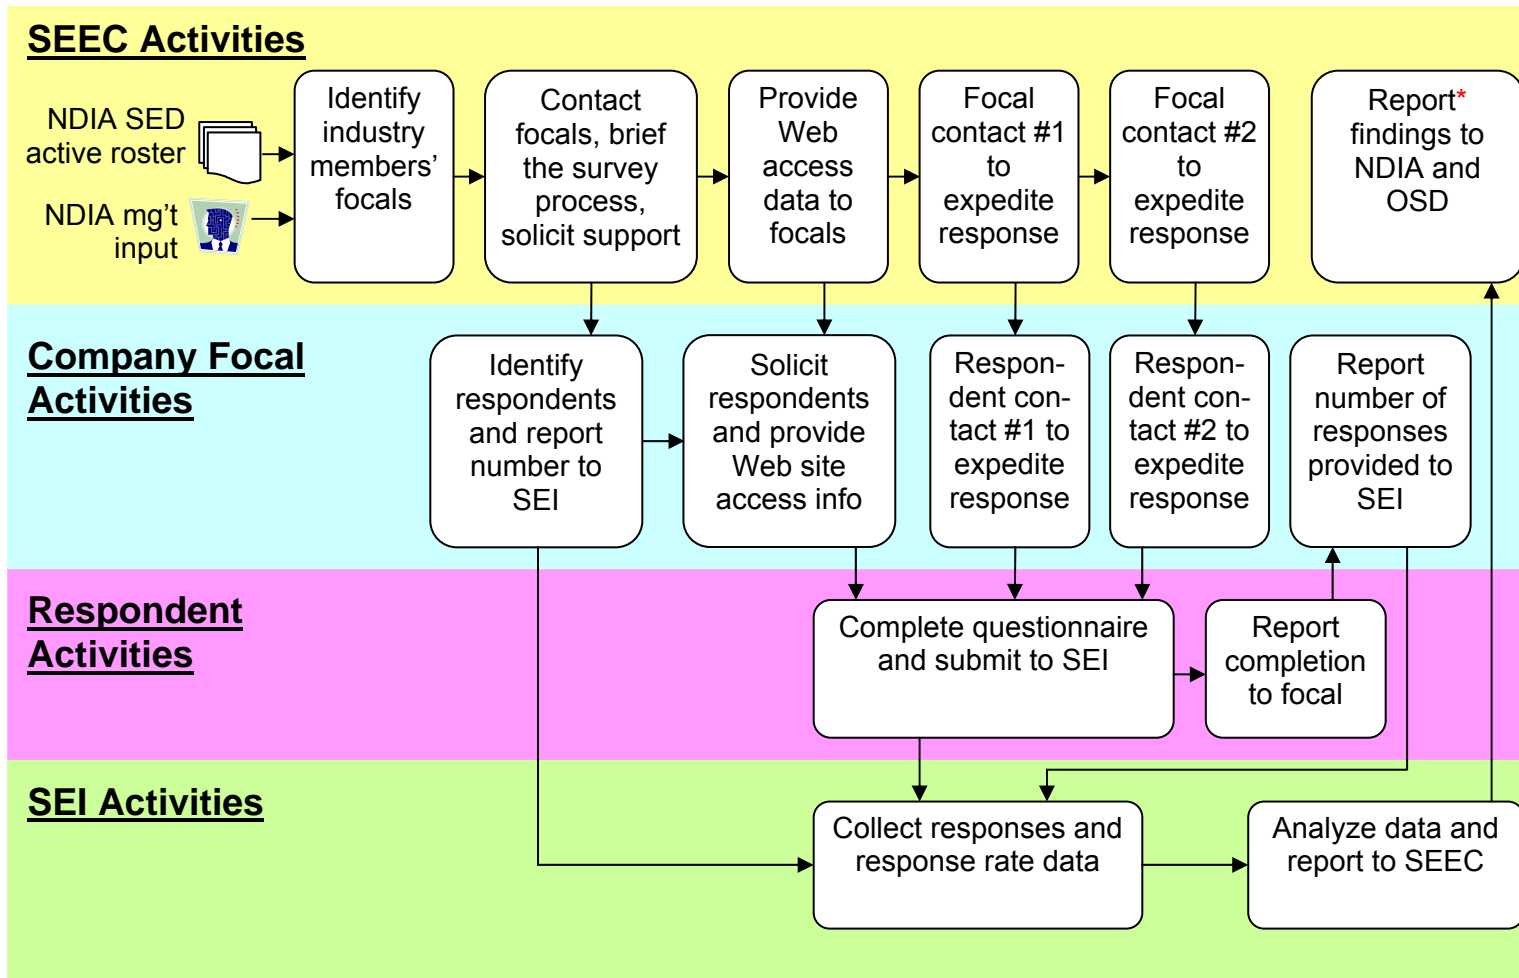 SEEC Activities
NDIA SED
active roster
NDIA mg't
input
Identify
industry
members'
focals
Contact
focals, brief
the survey
process,
solicit support
Provide
Web
access
data to
focals
Focal
contact #1
to
expedite
response
Focal
contact #2
to
expedite
response
Report*
findings to
NDIA and
OSD
Company Focal
Activities
Identify
respondents
and report
number to
SEI
Solicit
respondents
and provide
Web site
access info
Respon-
dent con-
tact #1 to
expedite
response
Respon-
dent con-
tact #2 to
expedite
response
Report
number of
responses
provided to
SEI
Respondent
Activities
Complete questionnaire
and submit to SEI
Report
completion
to focal
SEI Activities
Collect responses and
response rate data
Analyze data and
report to SEEC